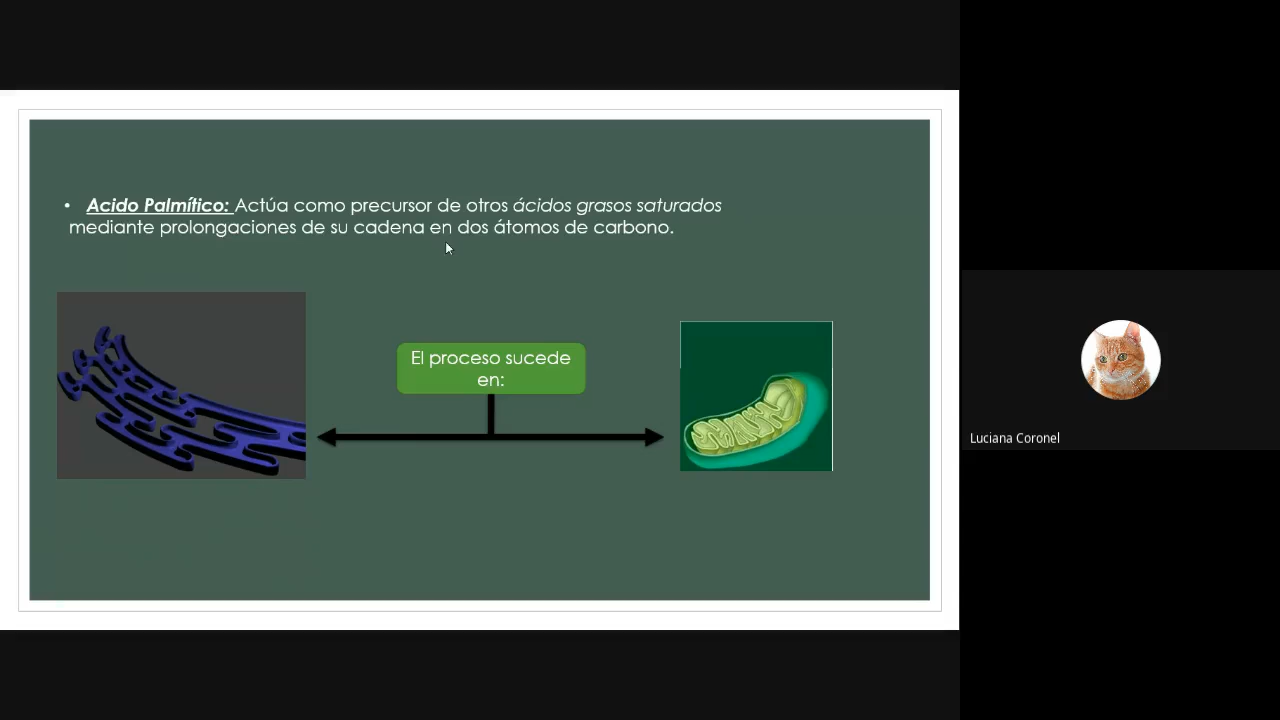 • Acido Palmítico: Actúa como precursor de otros ácidos grasos saturados
mediante prolongaciones de su cadena en dos átomos de carbono.
El proceso sucede
en:
Luciana Coronel